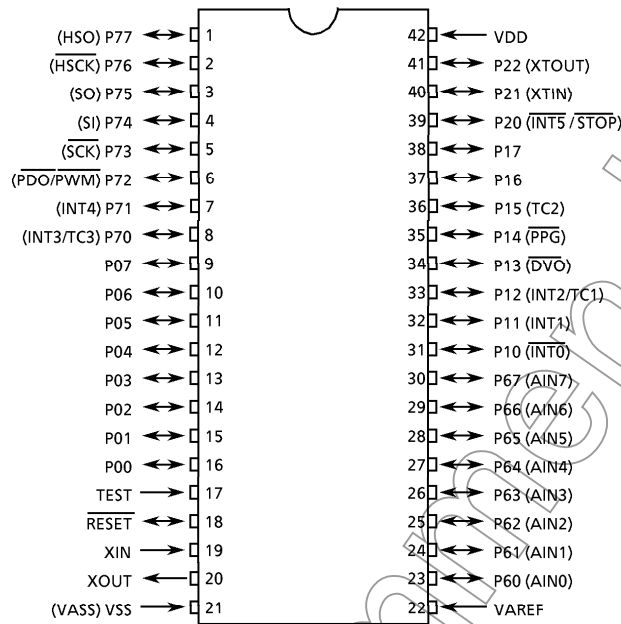 (HSO) P77 1 42 VDD
(HSCK) P76 2 41 P22 (XTOUT)
(SO) P75 3 40 P21 (XTIN)
(SI) P74 4 39 P20 (INT5 / STOP)
(SCK) P73 5 38 P17
(PDO/PWM) P72 6 37 P16
(INT4) P71 7 36 P15 (TC2)
(INT3/TC3) P70 8 35 P14 (PPG)
P07 9 34 P13 (DVO)
P06 10 33 P12 (INT2/TC1)
P05 11 32 P11 (INT1)
P04 12 31 P10 (INT0)
P03 13 30 P67 (AIN7)
P02 14 29 P66 (AIN6)
P01 15 28 P65 (AIN5)
P00 16 27 P64 (AIN4)
TEST 17 26 P63 (AIN3)
RESET 18 25 P62 (AIN2)
XIN 19 24 P61 (AIN1)
XOUT 20 23 P60 (AIN0)
(VASS) VSS 21 22 VAREF